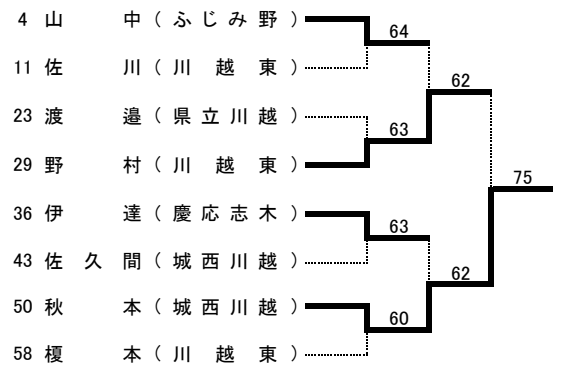 4 山 中 ( ふ じ み 野 )
64
11 佐 川 ( 川 越 東 )
62
23 渡 邉 ( 県 立 川 越 )
63
29 野 村 ( 川 越 東 )
75
36 伊 達 ( 慶 応 志 木 )
63
43 佐 久 間 ( 城 西 川 越 )
62
50 秋 本 ( 城 西 川 越 )
60
58 榎 本 ( 川 越 東 )